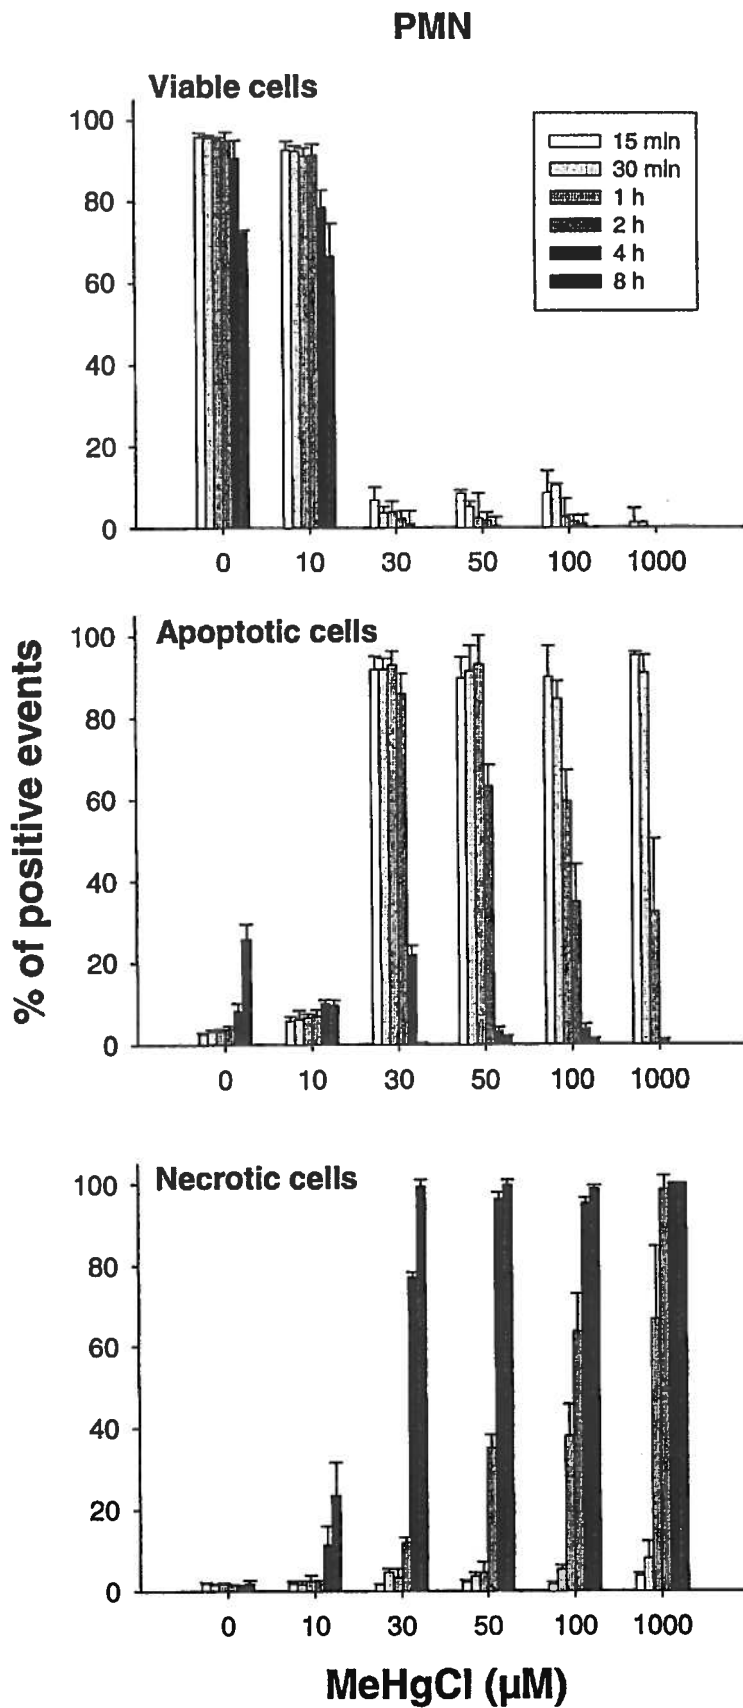 PMN
Viable cells
15 min
30 min
1 h
2 h
4 h
8 h
100
80
60
40
20
0
0 10 30 50 100 1000
Apoptotic cells
100
80
60
40
20
0
0 10 30 50 100 1000
% of positive events
Necrotic cells
100
80
60
40
20
0
0 10 30 50 100 1000
MeHgCl (µM)